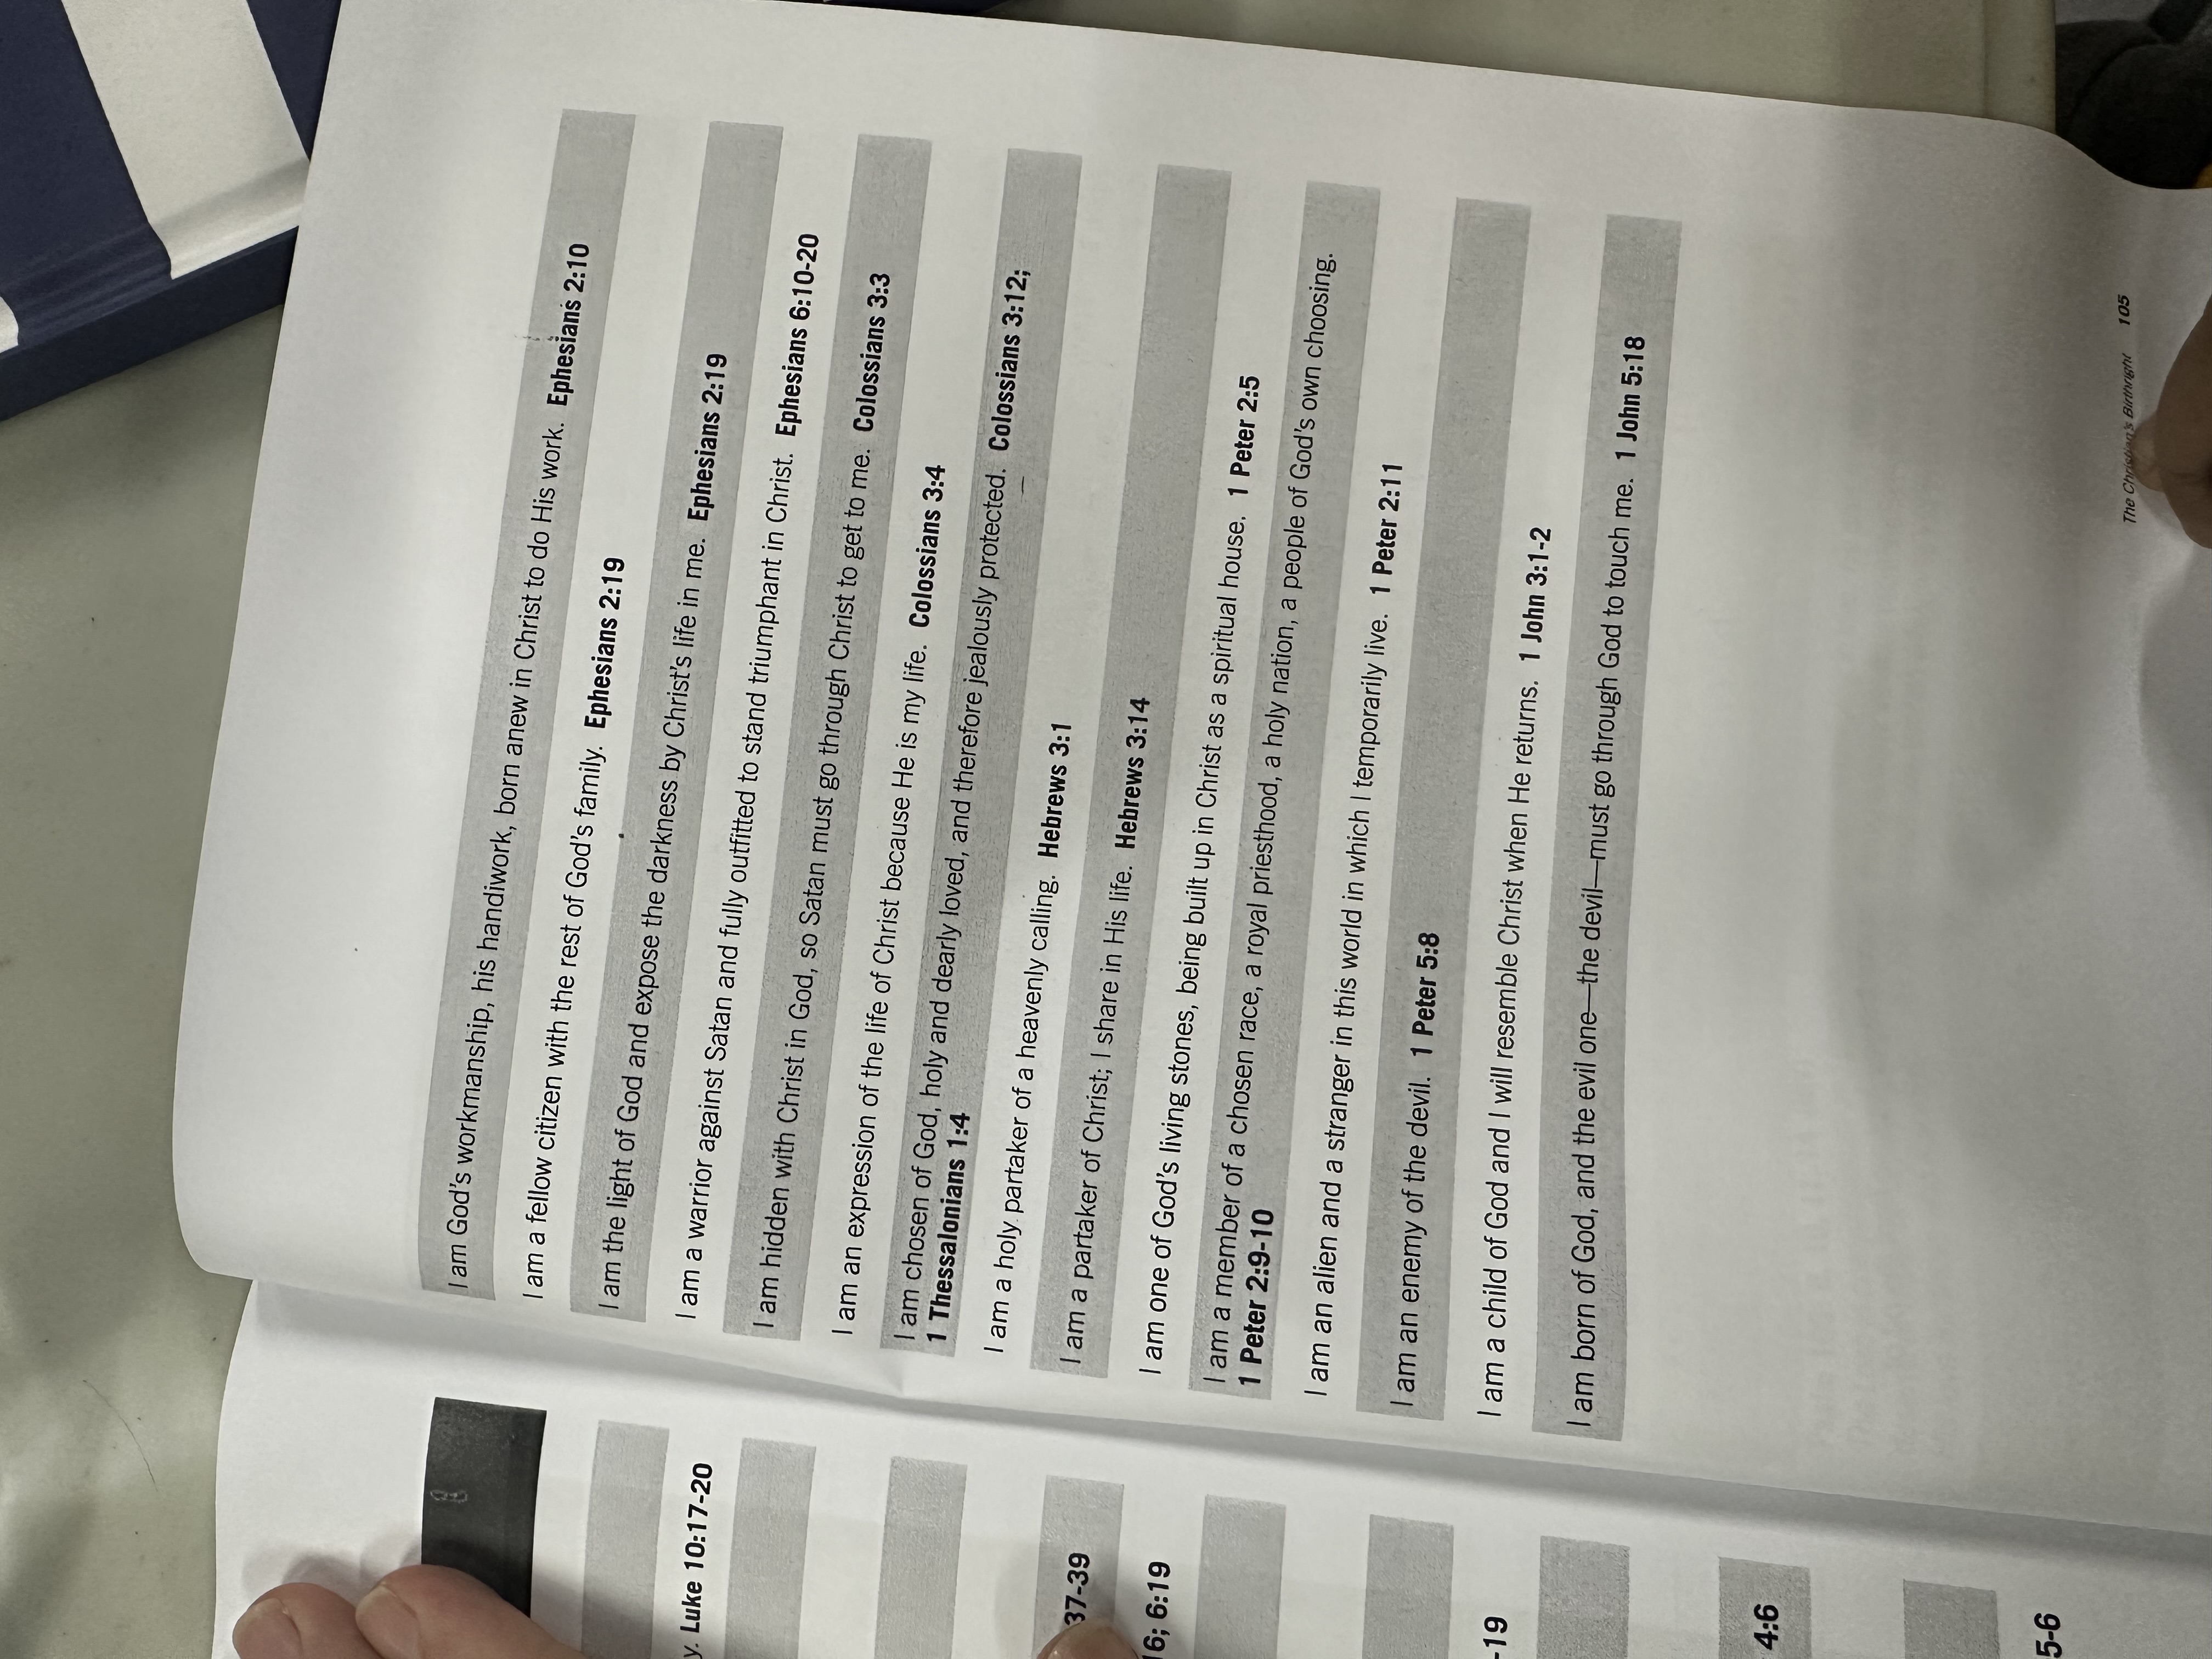 y. Luke 10:17-20
37-39
16; 6:19
-19
4:6
5-6
I am God's workmanship, his handiwork, born anew in Christ to do His work. Ephesians 2:10
I am a fellow citizen with the rest of God's family. Ephesians 2:19
I am the light of God and expose the darkness by Christ's life in me. Ephesians 2:19
I am a warrior against Satan and fully outfitted to stand triumphant in Christ. Ephesians 6:10-20
I am hidden with Christ in God, so Satan must go through Christ to get to me. Colossians 3:3
I am an expression of the life of Christ because He is my life. Colossians 3:4
I am chosen of God, holy and dearly loved, and therefore jealously protected. Colossians 3:12;
1 Thessalonians 1:4
I am a holy partaker of a heavenly calling. Hebrews 3:1
I am a partaker of Christ; I share in His life. Hebrews 3:14
I am one of God's living stones, being built up in Christ as a spiritual house. 1 Peter 2:5
I am a member of a chosen race, a royal priesthood, a holy nation, a people of God's own choosing.
1 Peter 2:9-10
I am an alien and a stranger in this world in which I temporarily live. 1 Peter 2:11
I am an enemy of the devil. 1 Peter 5:8
I am a child of God and I will resemble Christ when He returns. 1 John 3:1-2
I am born of God, and the evil one—the devil—must go through God to touch me. 1 John 5:18
The Christian's Birthright 105